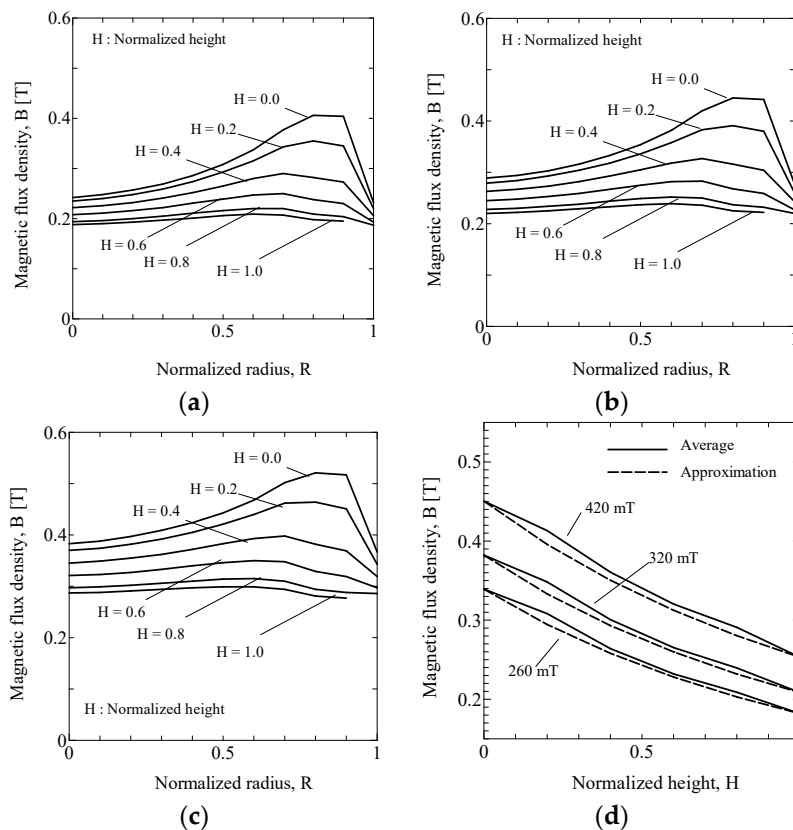 0.6
H : Normalized height
H = 0.0
0.4
H = 0.2
H = 0.4
Magnetic flux density, B [T]
0.2
H = 0.6
H = 0.8
H = 1.0
0
0
0.5
1
Normalized radius, R
(a)
0.6
H : Normalized height
H = 0.0
0.4
H = 0.2
H = 0.4
Magnetic flux density, B [T]
0.2
H = 0.6
H = 0.8
H = 1.0
0
0
0.5
1
Normalized radius, R
(b)
0.6
H = 0.0
H = 0.2
0.4
H = 0.4
Magnetic flux density, B [T]
H = 0.6
H = 0.8
H = 1.0
0.2
H : Normalized height
0
0
0.5
1
Normalized radius, R
(c)
Average
Approximation
0.5
420 mT
0.4
320 mT
Magnetic flux density, B [T]
0.3
260 mT
0.2
0
0.5
Normalized height, H
(d)